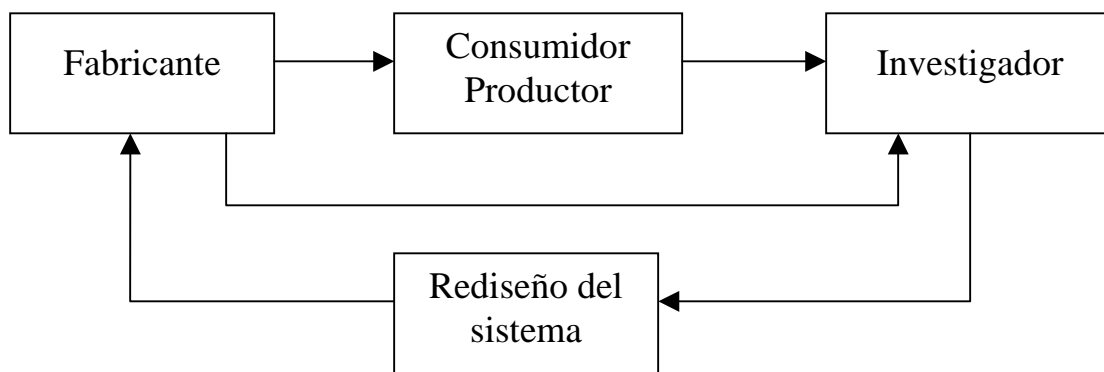 Fabricante
Consumidor
Productor
Investigador
Rediseño del
sistema